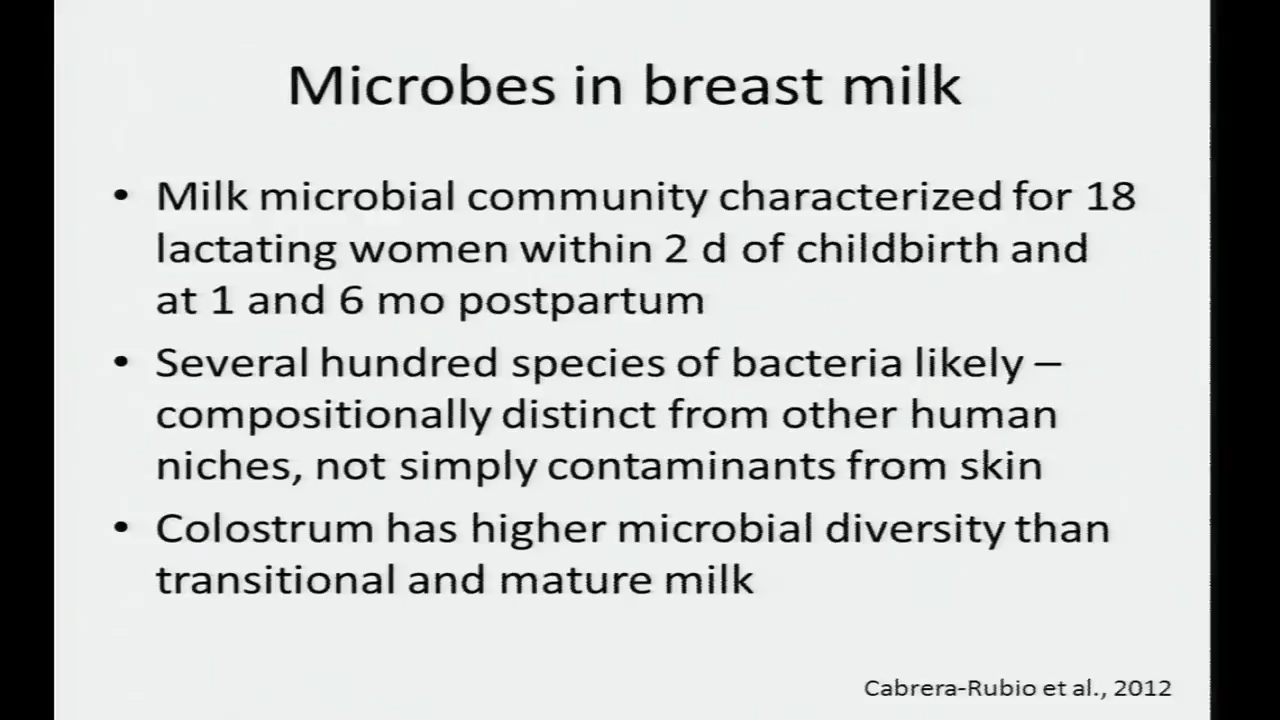 Microbes in breast milk
• Milk microbial community characterized for 18
lactating women within 2 d of childbirth and
at 1 and 6 mo postpartum
• Several hundred species of bacteria likely –
compositionally distinct from other human
niches, not simply contaminants from skin
• Colostrum has higher microbial diversity than
transitional and mature milk
Cabrera-Rubio et al., 2012